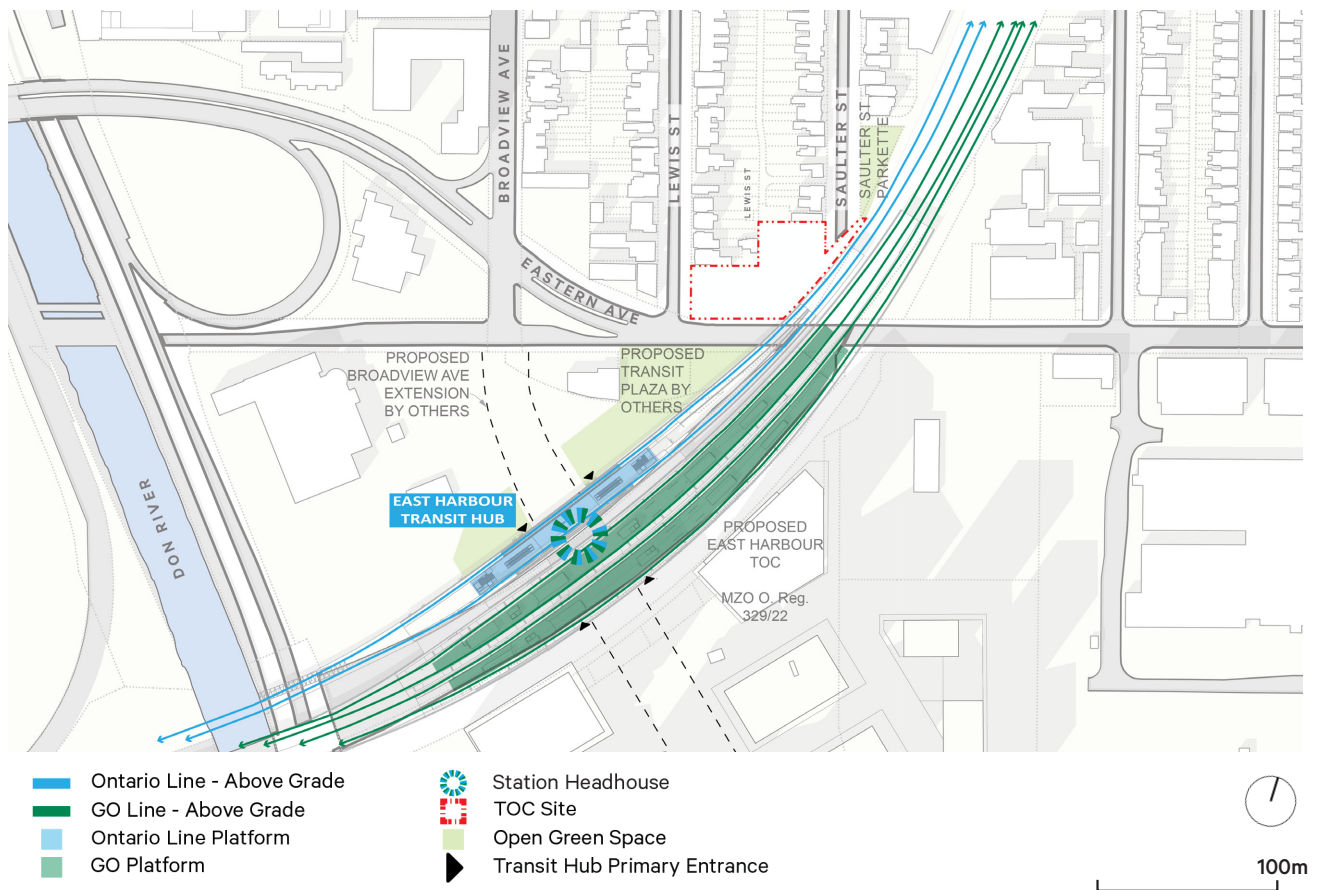 BROADVIEW AVE
LEWIS ST
LEWIS ST
SAULTER ST
SAULTER ST
PARKETTE
EASTERN AVE
PROPOSED
BROADVIEW AVE
EXTENSION
BY OTHERS
PROPOSED
TRANSIT
PLAZA BY
OTHERS
DON RIVER
EAST HARBOUR
TRANSIT HUB
PROPOSED
EAST HARBOUR
TOC
MZO O. Reg.
329/22
Ontario Line - Above Grade
GO Line - Above Grade
Ontario Line Platform
GO Platform
Station Headhouse
TOC Site
Open Green Space
Transit Hub Primary Entrance
100m